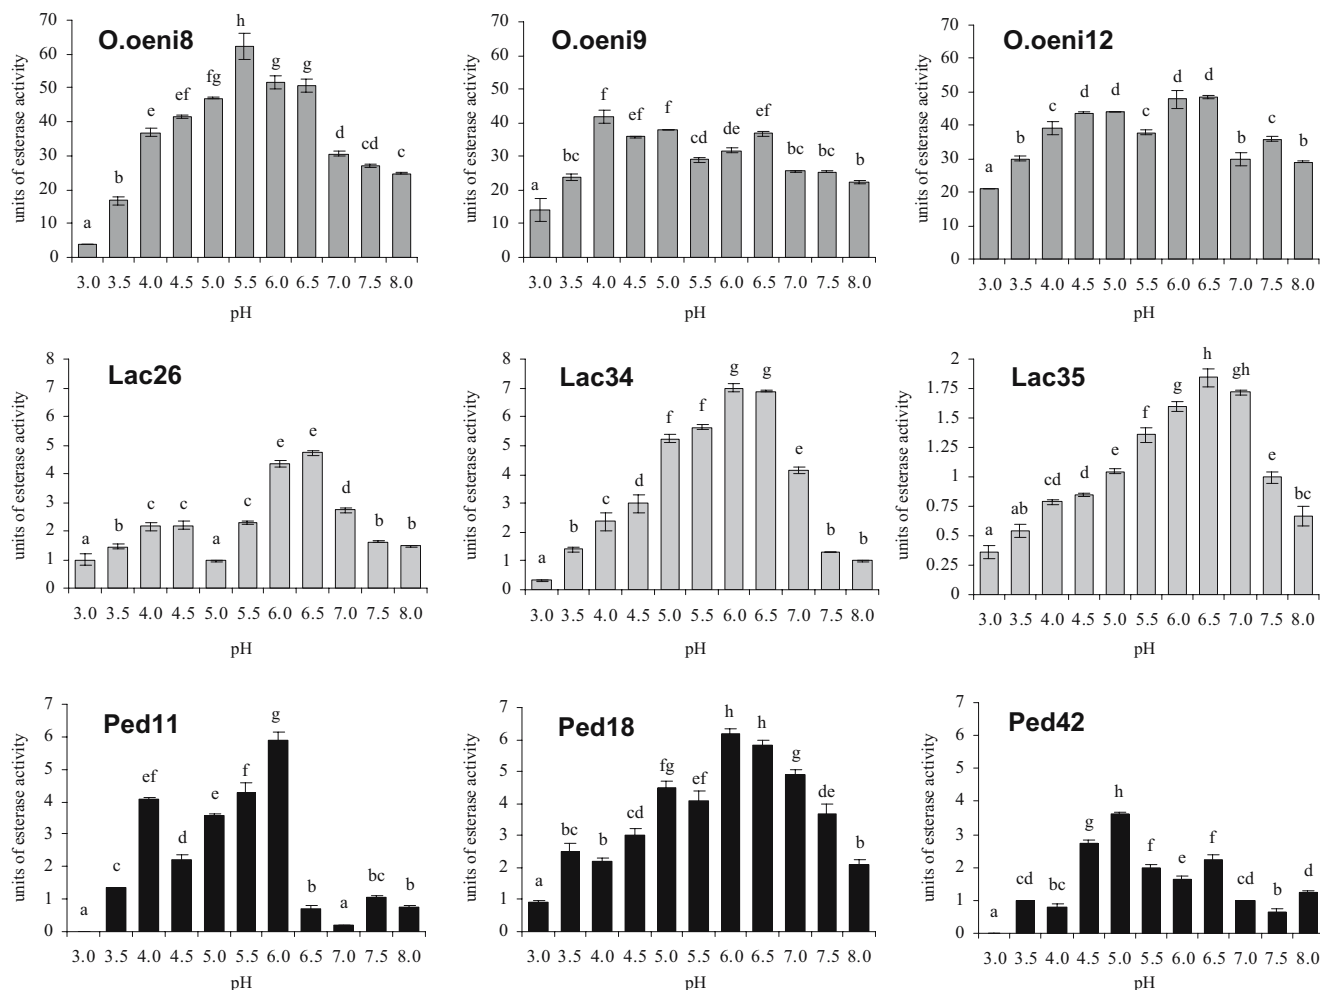 O.oeni8
units of esterase activity
70
60
50
40
30
20
10
0
a b e ef fg h g g d cd c
3.0 3.5 4.0 4.5 5.0 5.5 6.0 6.5 7.0 7.5 8.0
pH
O.oeni9
units of esterase activity
70
60
50
40
30
20
10
0
a bc f ef f cd de ef bc bc b
3.0 3.5 4.0 4.5 5.0 5.5 6.0 6.5 7.0 7.5 8.0
pH
O.oeni12
units of esterase activity
70
60
50
40
30
20
10
0
a b c d d c d d b c b
3.0 3.5 4.0 4.5 5.0 5.5 6.0 6.5 7.0 7.5 8.0
pH
Lac26
units of esterase activity
8
7
6
5
4
3
2
1
0
a b c c a c e e d b b
3.0 3.5 4.0 4.5 5.0 5.5 6.0 6.5 7.0 7.5 8.0
pH
Lac34
units of esterase activity
8
7
6
5
4
3
2
1
0
a b c d f f g g e b b
3.0 3.5 4.0 4.5 5.0 5.5 6.0 6.5 7.0 7.5 8.0
pH
Lac35
units of esterase activity
2
1.75
1.5
1.25
1
0.75
0.5
0.25
0
a ab cd d e f g h gh e bc
3.0 3.5 4.0 4.5 5.0 5.5 6.0 6.5 7.0 7.5 8.0
pH
Ped11
units of esterase activity
7
6
5
4
3
2
1
0
a c ef d e f g b a bc b
3.0 3.5 4.0 4.5 5.0 5.5 6.0 6.5 7.0 7.5 8.0
pH
Ped18
units of esterase activity
7
6
5
4
3
2
1
0
a bc b cd fg ef h h g de b
3.0 3.5 4.0 4.5 5.0 5.5 6.0 6.5 7.0 7.5 8.0
pH
Ped42
units of esterase activity
7
6
5
4
3
2
1
0
a cd bc g h f e f cd b d
3.0 3.5 4.0 4.5 5.0 5.5 6.0 6.5 7.0 7.5 8.0
pH